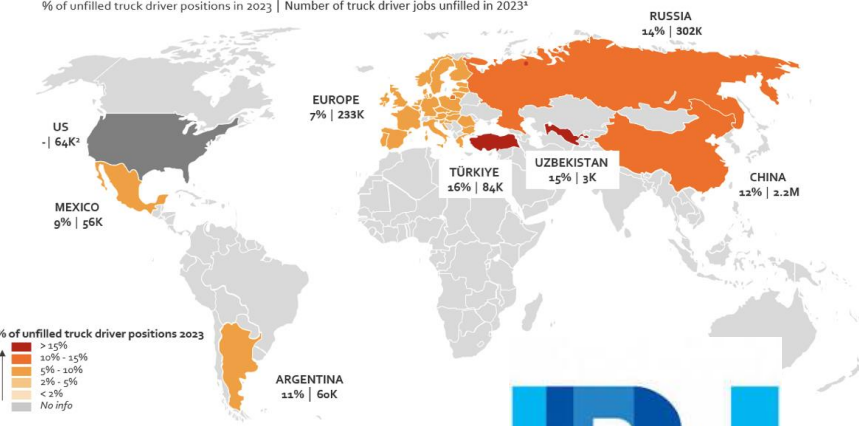 % of unfilled truck driver positions in 2023 | Number of truck driver jobs unfilled in 2023¹
RUSSIA
14% | 302K
EUROPE
7% | 233K
US
-| 64K²
UZBEKISTAN
15% | 3K
TÜRKIYE
16% | 84K
CHINA
12% | 2.2M
MEXICO
9% | 56K
% of unfilled truck driver positions 2023
> 15%
10% - 15%
5% - 10%
2% - 5%
< 2%
No info
ARGENTINA
11% | 60K